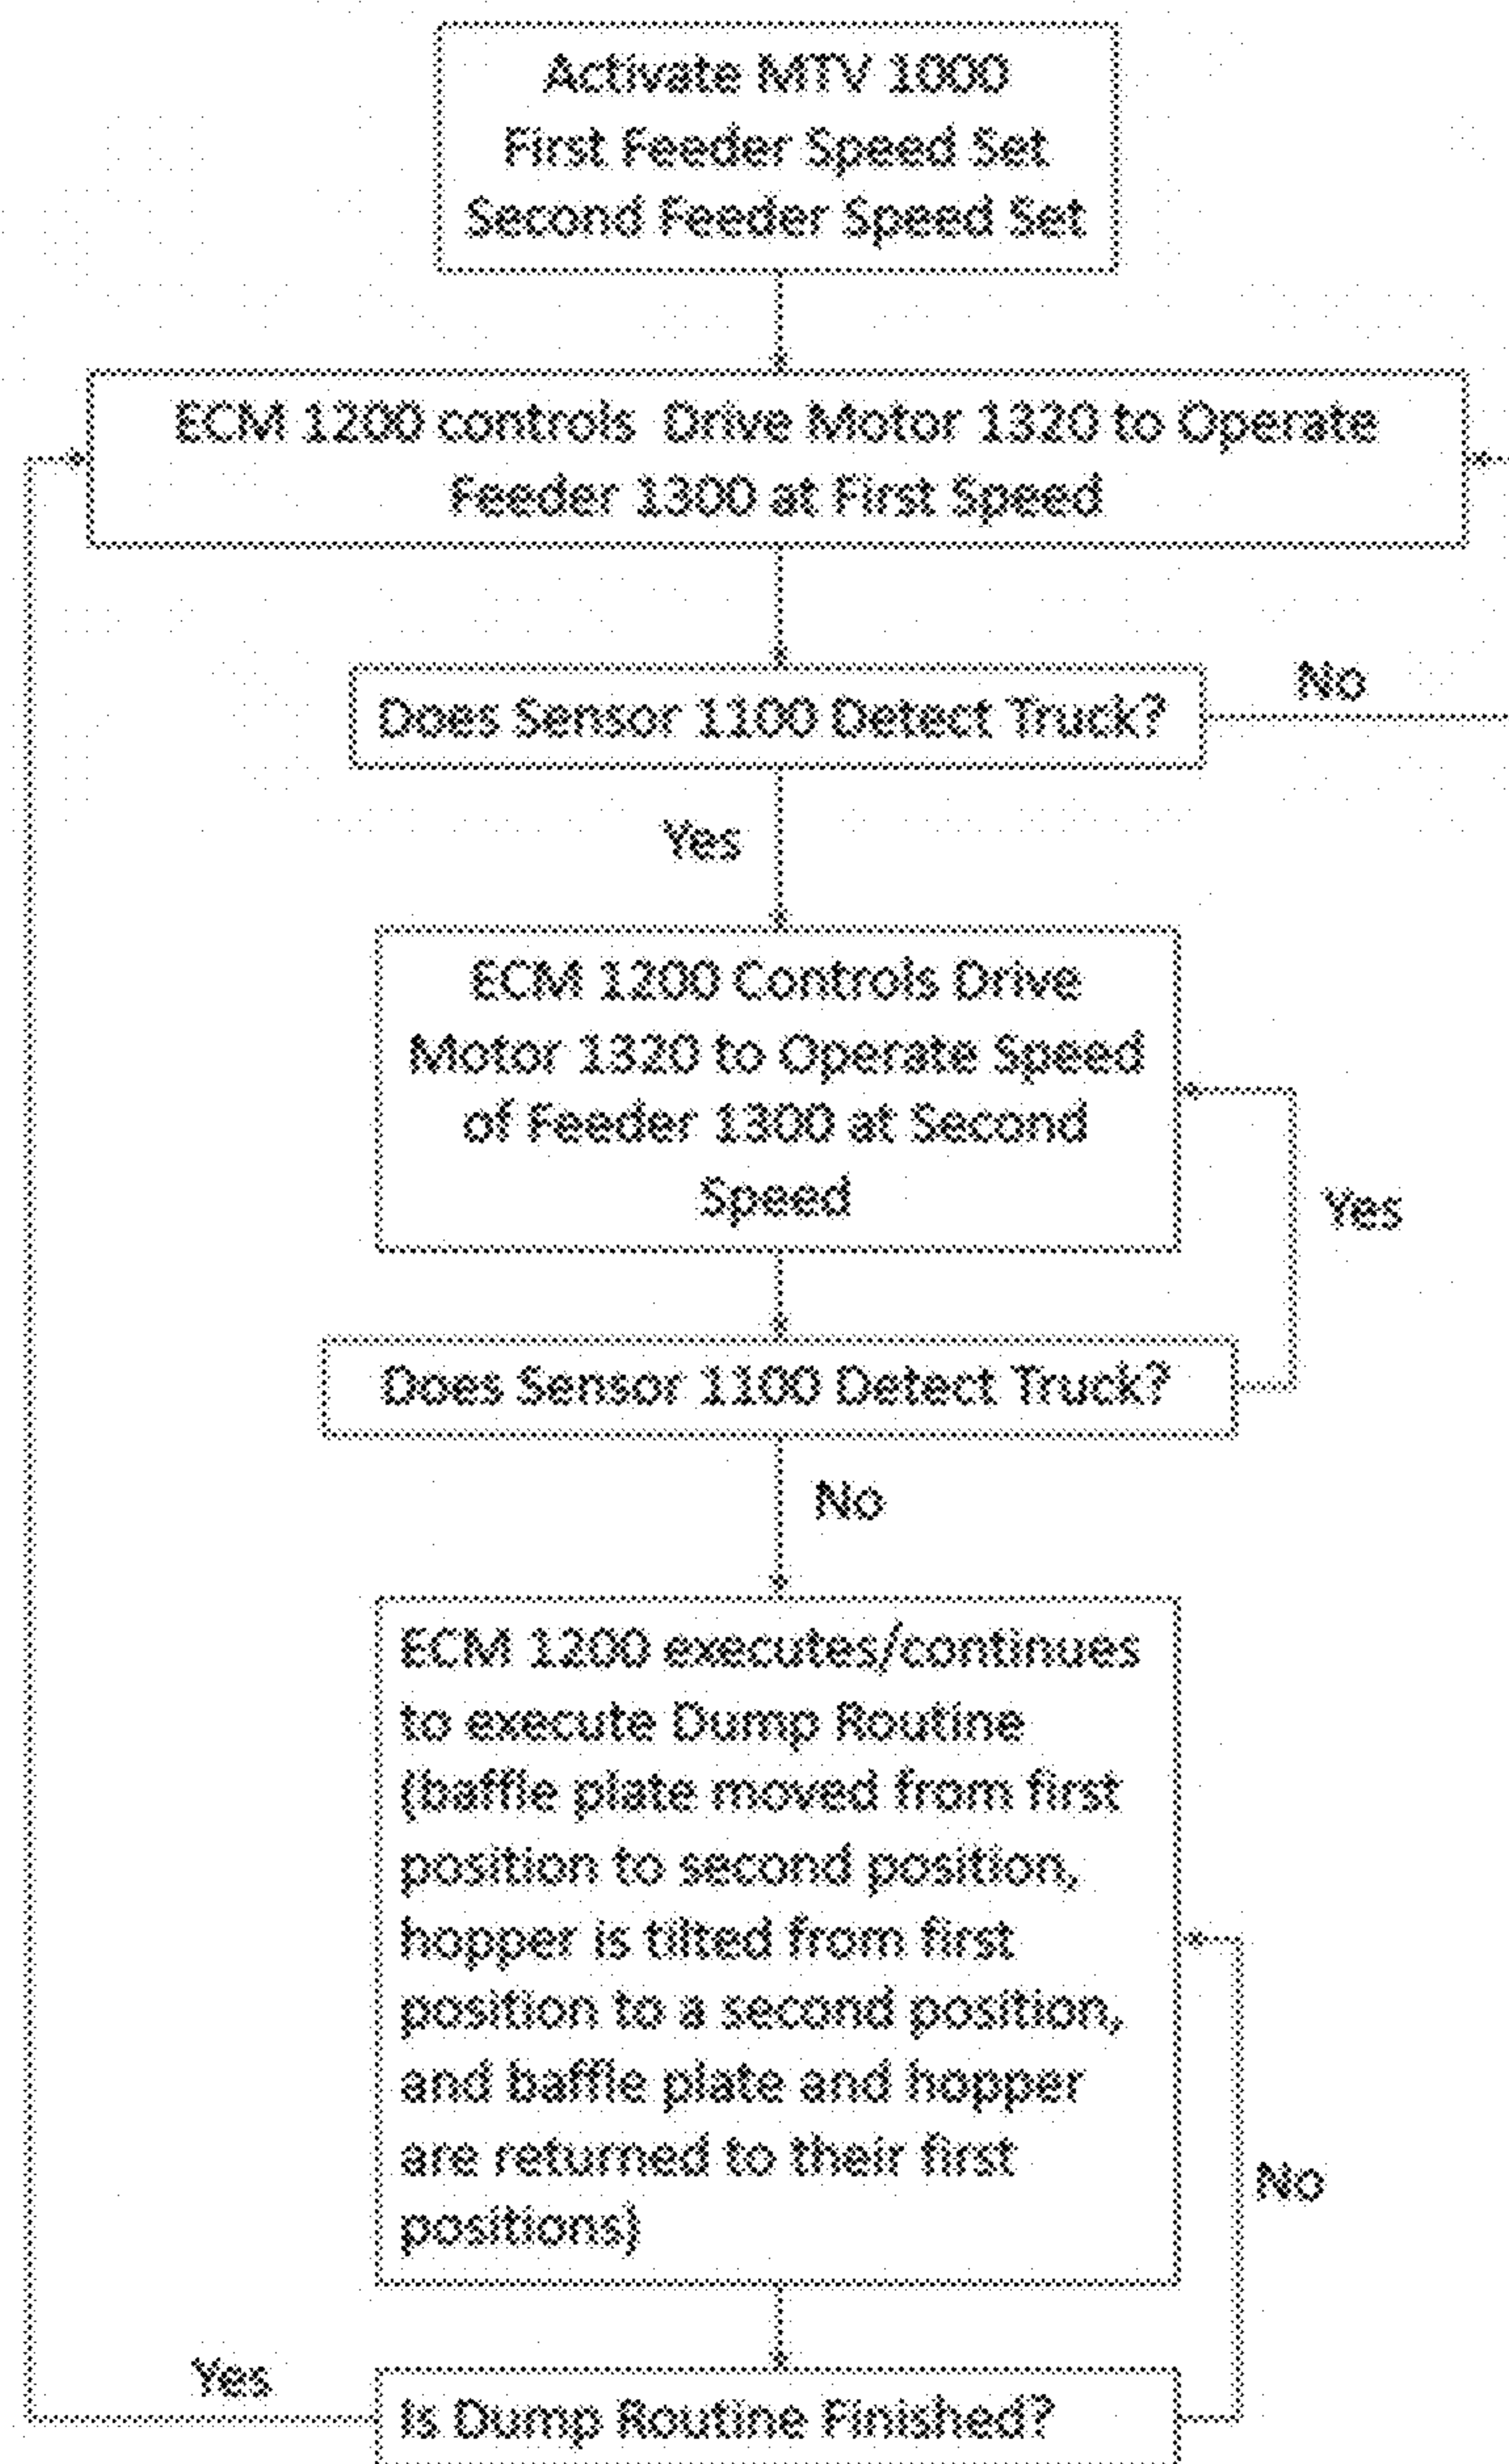 Activate MTV 1000
First Feeder Speed Set
Second Feeder Speed Set
ECM 1200 controls Drive Motor 1320 to Operate
Feeder 1300 at First Speed
Does Sensor 1100 Detect Truck?
No
Yes
ECM 1200 Controls Drive
Motor 1320 to Operate Speed
of Feeder 1300 at Second
Speed
Yes
Does Sensor 1100 Detect Truck?
No
ECM 1200 executes/continues
to execute Dump Routine
(baffle plate moved from first
position to second position,
hopper is tilted from first
position to a second position,
and baffle plate and hopper
are returned to their first
positions)
No
Yes
Is Dump Routine Finished?